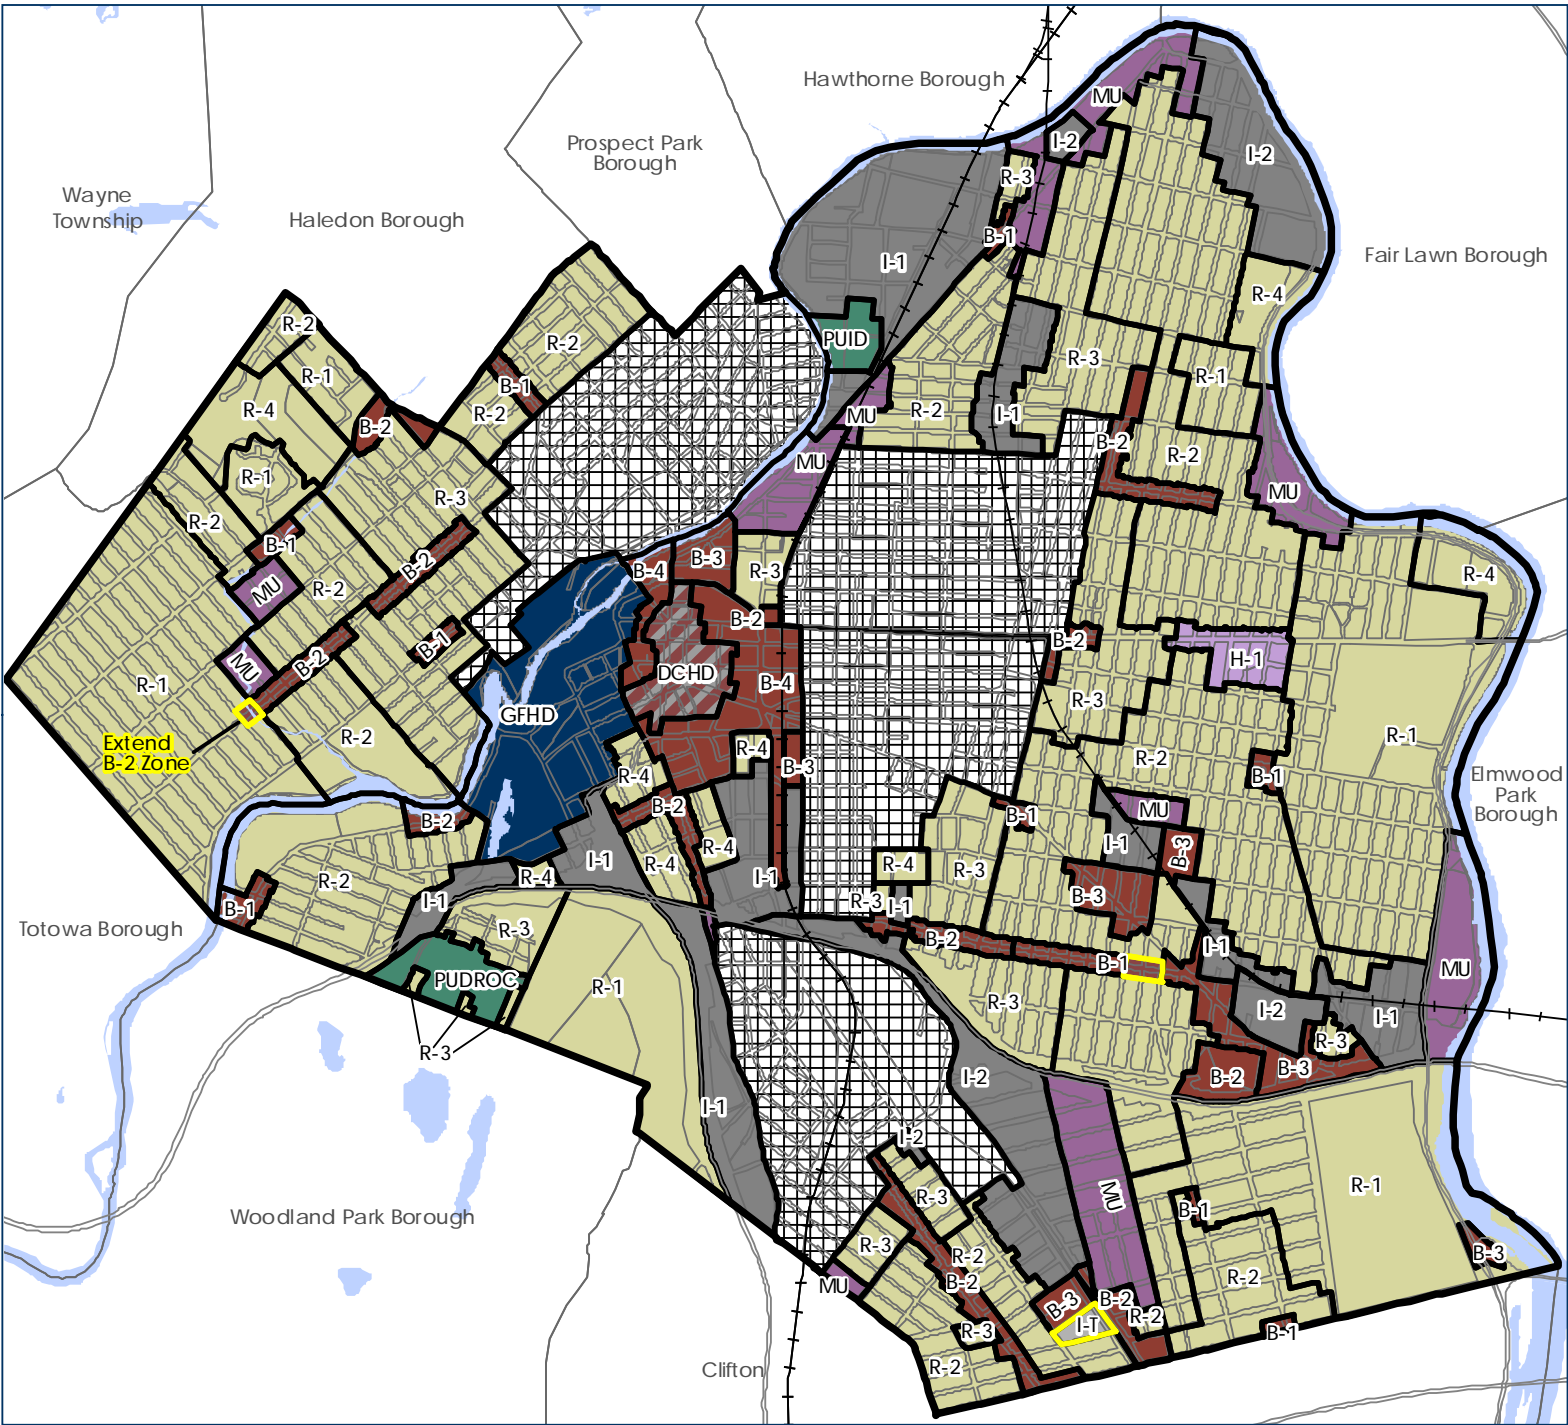 Hawthorne Borough
MU
I-2
I-2
Prospect Park
Borough
R-3
Wayne
Township
Haledon Borough
B-1
Fair Lawn Borough
I-1
R-4
R-2
PUID
R-2
R-3
R-1
R-1
B-1
R-4
R-2
MU
R-2
I-1
B-2
B-2
R-2
MU
R-1
MU
R-3
R-2
B-1
B-4
B-3
R-3
R-4
B-2
MU
R-2
B-2
B-2
B-1
H-1
MU
B-2
DCHD
B-4
R-1
R-3
GFHD
R-2
R-1
Extend
B-2 Zone
R-4
R-2
R-4
B-3
B-1
Elmwood
Park
Borough
B-2
MU
B-1
B-2
I-1
R-4
B-3
I-1
R-4
R-4
R-3
R-4
I-1
R-2
B-3
I-1
R-3
I-1
B-1
Totowa Borough
R-3
B-2
I-1
B-1
MU
PUDROC
R-1
R-3
I-2
I-1
R-3
R-3
B-3
B-2
I-2
I-1
I-2
R-1
MU
R-3
B-1
Woodland Park Borough
R-3
R-2
B-3
R-2
B-2
MU
B-3
B-2
R-2
I-T
R-3
B-1
R-2
Clifton